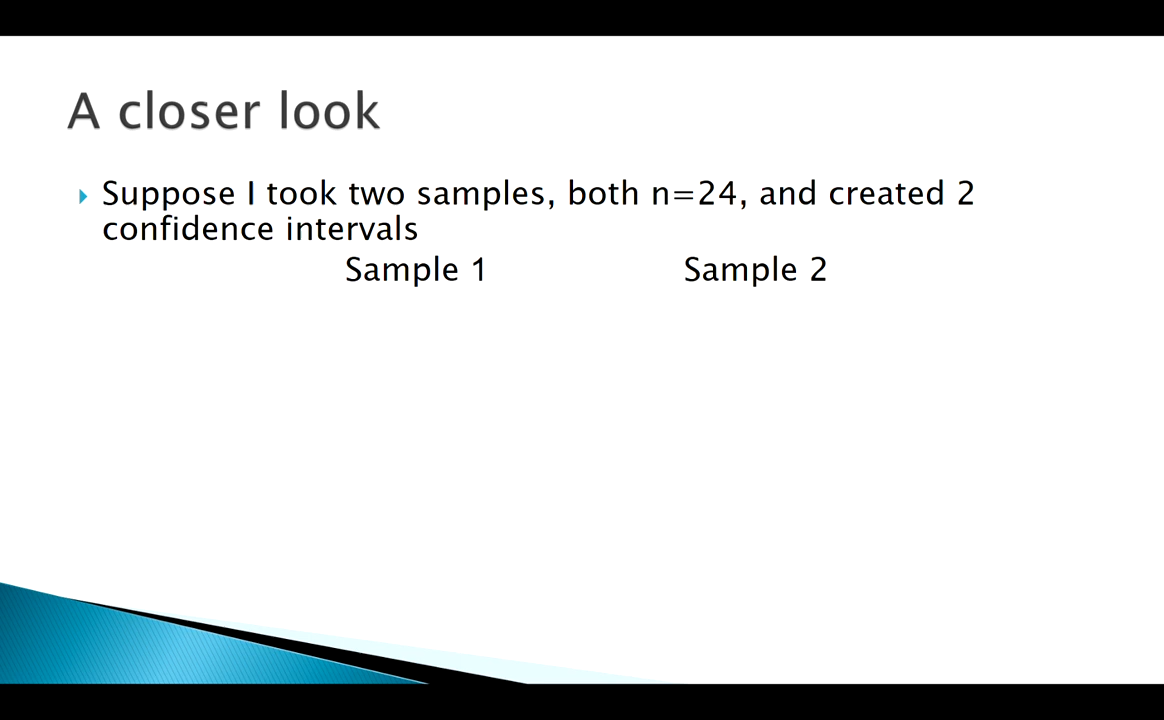 A closer look
Suppose I took two samples, both n=24, and created 2
confidence intervals
Sample 1 Sample 2